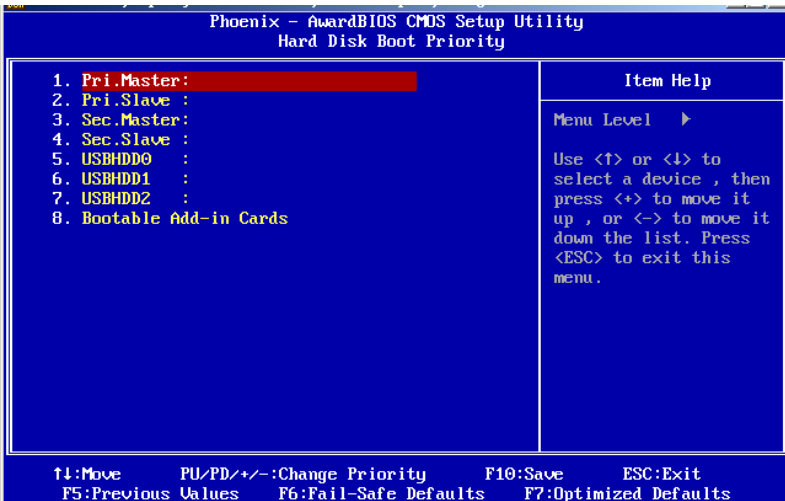 Phoenix - AwardBIOS CMOS Setup Utility
Hard Disk Boot Priority
1. Pri.Master:
2. Pri.Slave :
3. Sec.Master:
4. Sec.Slave :
5. USBHDD0 :
6. USBHDD1 :
7. USBHDD2 :
8. Bootable Add-in Cards
Item Help
Menu Level ▶
Use <↑> or <↓> to
select a device , then
press <+> to move it
up , or <-> to move it
down the list. Press
<ESC> to exit this
menu.
↑↓:Move PU/PD/+/-:Change Priority F10:Save ESC:Exit
F5:Previous Values F6:Fail-Safe Defaults F7:Optimized Defaults